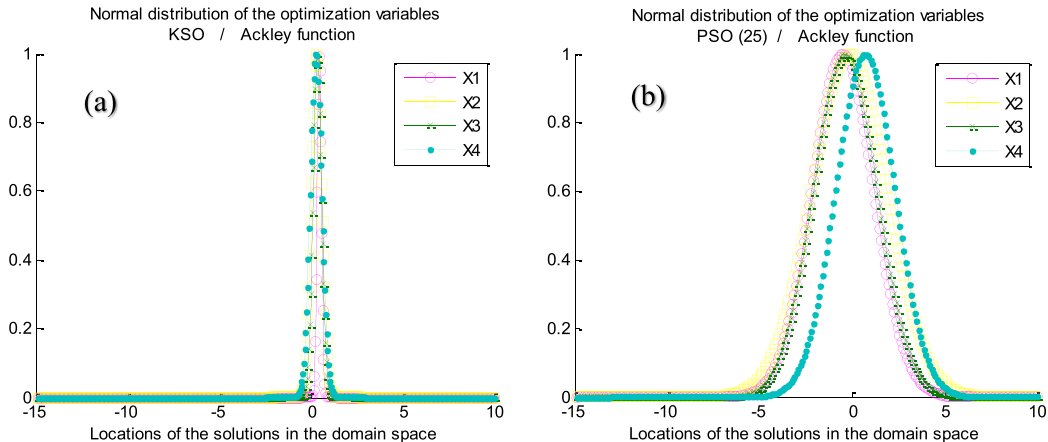 Normal distribution of the optimization variables
KSO / Ackley function
(a)
X1
X2
X3
X4
1
0.8
0.6
0.4
0.2
0
-15
-10
-5
0
5
10
Locations of the solutions in the domain space
Normal distribution of the optimization variables
PSO (25) / Ackley function
(b)
X1
X2
X3
X4
1
0.8
0.6
0.4
0.2
0
-15
-10
-5
0
5
10
Locations of the solutions in the domain space